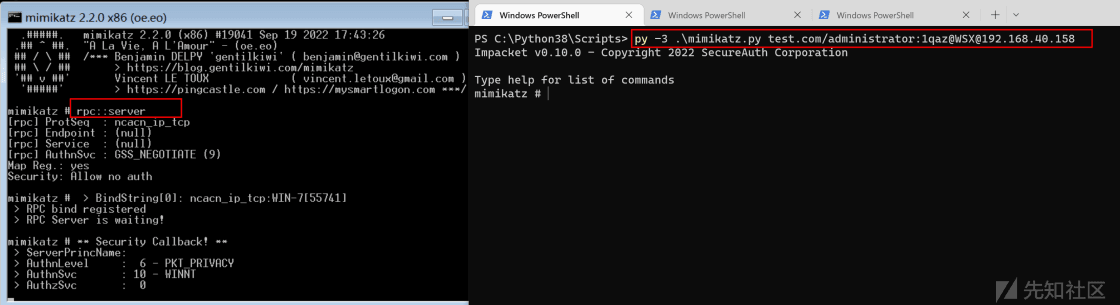 mimikatz 2.2.0 x86 (oe.eo)
.#####.   mimikatz 2.2.0 (x86) #19041 Sep 19 2022 17:43:26
.## ^ ##.  "A La Vie, A L'Amour" - (oe.eo)
## / \ ##  /*** Benjamin DELPY `gentilkiwi` ( benjamin@gentilkiwi.com )
## \ / ##       > https://blog.gentilkiwi.com/mimikatz
'## v ##'       Vincent LE TOUX             ( vincent.letoux@gmail.com )
'#####'        > https://pingcastle.com / https://mysmartlogon.com ***/
mimikatz # rpc::server
[rpc] ProtSeq  : ncacn_ip_tcp
[rpc] Endpoint : (null)
[rpc] Service  : (null)
[rpc] AuthnSvc : GSS_NEGOTIATE (9)
Map Reg.: yes
Security: Allow no auth
mimikatz #  > BindString[0]: ncacn_ip_tcp:WIN-7[55741]
> RPC bind registered
> RPC Server is waiting!
mimikatz # ** Security Callback! **
> ServerPrincName:
> AuthnLevel    :  6 - PKT_PRIVACY
> AuthnSvc      : 10 - WINNT
> AuthzSvc      :  0
Windows PowerShell
Windows PowerShell
Windows PowerShell
PS C:\Python38\Scripts> py -3 .\mimikatz.py test.com/administrator:1qaz@WSX@192.168.40.158
Impacket v0.10.0 - Copyright 2022 SecureAuth Corporation
Type help for list of commands
mimikatz #
先知社区